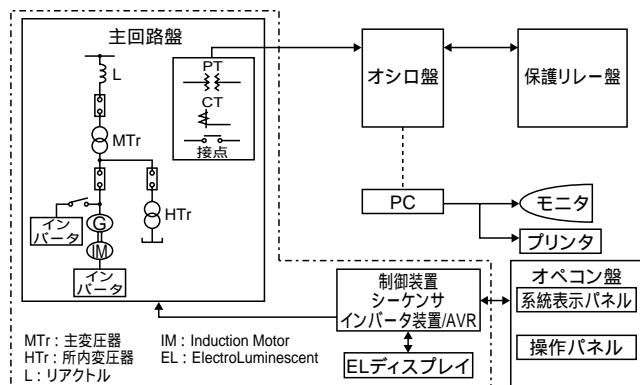 主回路盤
L
MTr
HTr
イン
バータ
G
IM
イン
バータ
PT
CT
接点
オシロ盤
保護リレー盤
PC
モニタ
プリンタ
制御装置
シーケンサ
インバータ装置/AVR
ELディスプレイ
オペコン盤
系統表示パネル
操作パネル
MTr : 主変圧器
HTr : 所内変圧器
L : リアクトル
IM : Induction Motor
EL : ElectroLuminescent